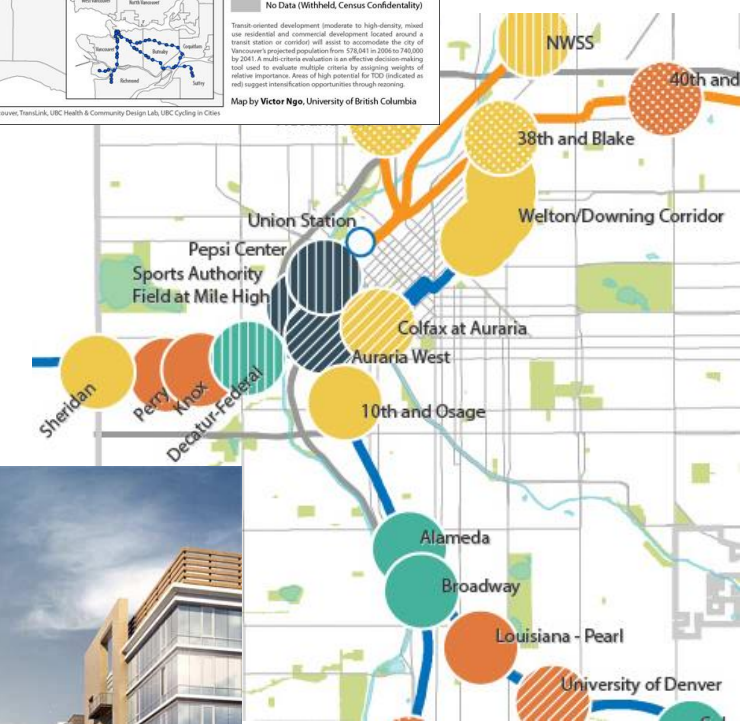 West Vancouver
North Vancouver
Vancouver
Burnaby
Coquitlam
Richmond
Surrey
No Data (Withheld, Census Confidentality)
Transit-oriented development (moderate to high-density, mixed
use residential and commercial development located around a
transit station or corridor) will assist to accomodate the city of
Vancouver's projected population from 578,041 in 2006 to 740,000
by 2041. A multi-criteria evaluation is an effective decision-making
tool used to evaluate multiple criteria by assigning weights of
relative importance. Areas of high potential for TOD (indicated as
red) suggest intensification opportunities through rezoning.
Map by Victor Ngo, University of British Columbia
ouver, TransLink, UBC Health & Community Design Lab, UBC Cycling in Cities
NWSS
40th and
38th and Blake
Welton/Downing Corridor
Union Station
Pepsi Center
Sports Authority
Field at Mile High
Colfax at Auraria
Auraria West
Sheridan
Perry
Knox
Decatur-Federal
10th and Osage
Alameda
Broadway
Louisiana - Pearl
University of Denver